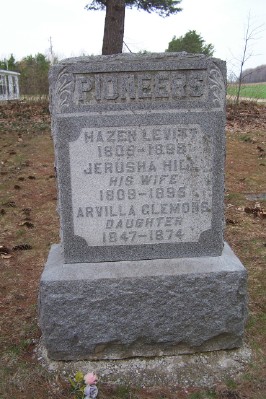 PIONEERS
HAZEN LEVITT
JERUSHA HILL
HIS WIFE
ARVILLA CLEMONS
DAUGHTER
1847-1874